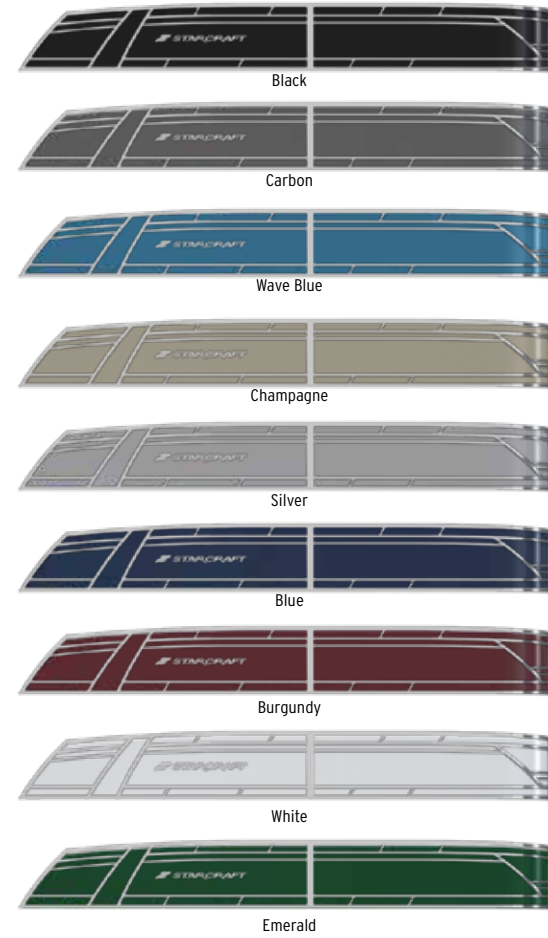 STARCRAFT
Black
STARCRAFT
Carbon
STARCRAFT
Wave Blue
STARCRAFT
Champagne
STARCRAFT
Silver
STARCRAFT
Blue
STARCRAFT
Burgundy
STARCRAFT
White
STARCRAFT
Emerald